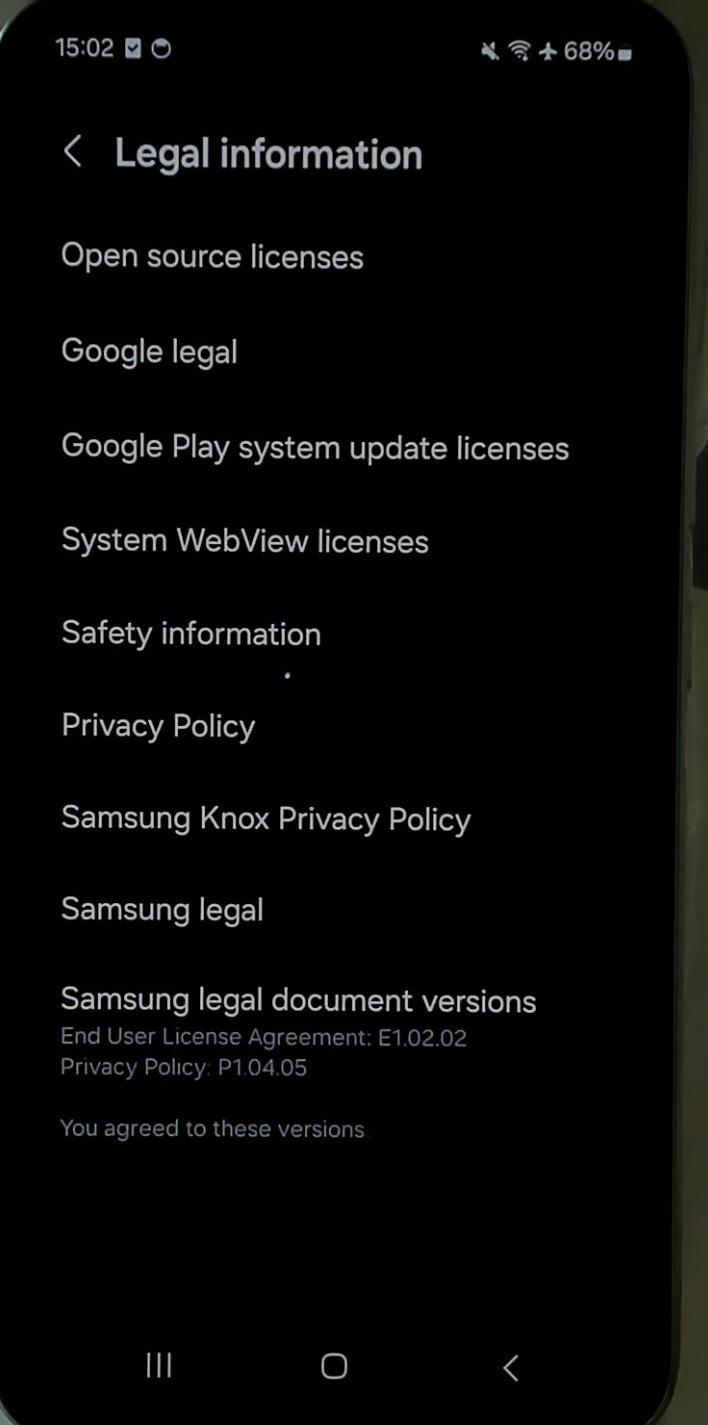 15:02 68%
Legal information
Open source licenses
Google legal
Google Play system update licenses
System WebView licenses
Safety information
Privacy Policy
Samsung Knox Privacy Policy
Samsung legal
Samsung legal document versions
End User License Agreement: E1.02.02
Privacy Policy: P1.04.05
You agreed to these versions.